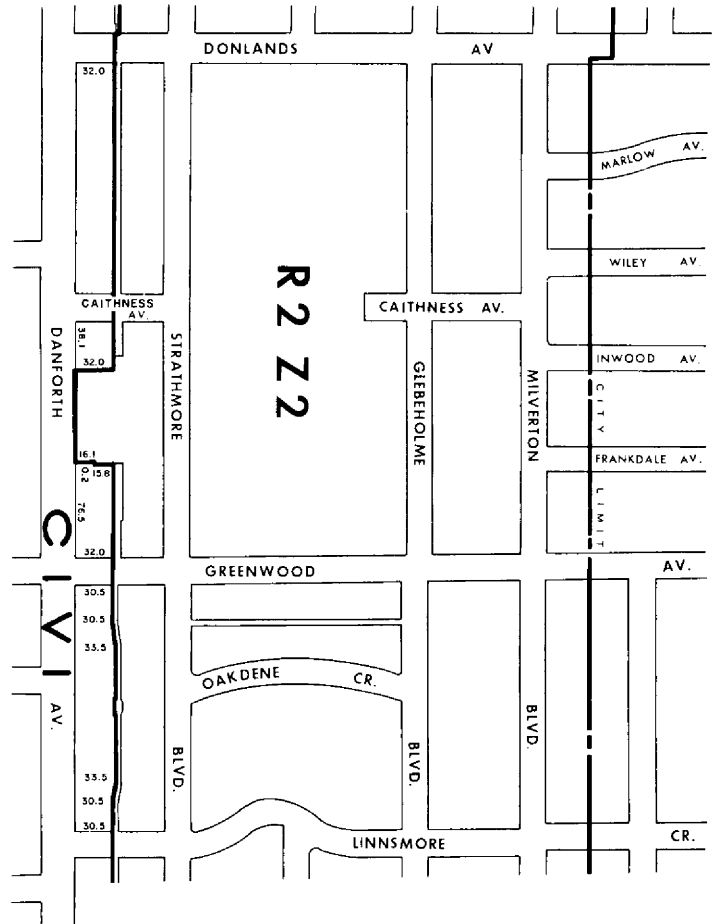 DONLANDS AV
32.0
MARLOW AV.
WILEY AV.
CAITHNESS AV.
CAITHNESS AV.
R2 Z2
DANFORTH
38.1
32.0
STRATHMORE
GLEBEHOLME
MILVERTON
INWOOD AV.
CITY LIMIT
FRANKDALE AV.
16.1
15.8
0.2
76.5
32.0
CIVI
GREENWOOD AV.
30.5
30.5
33.5
OAKDENE CR.
AV.
BLVD.
BLVD.
BLVD.
33.5
30.5
30.5
LINNSMORE CR.